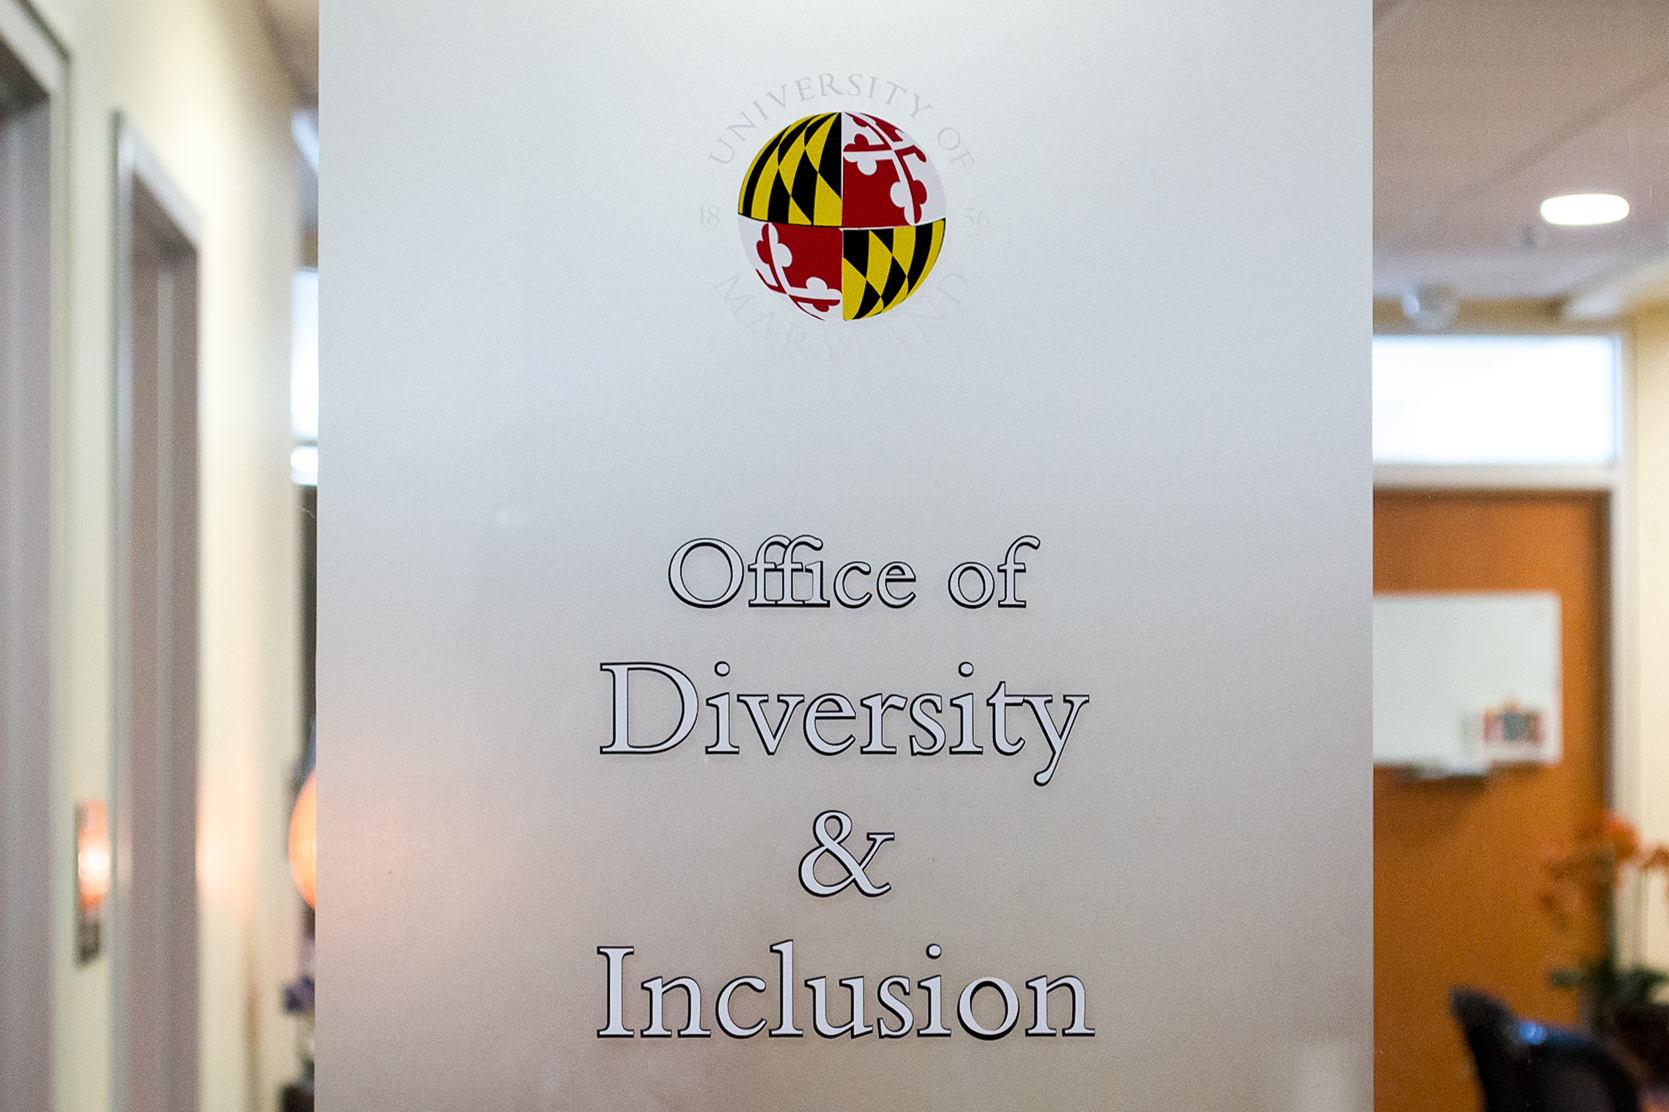 UNIVERSITY OF
18 56
MARYLAND
Office of
Diversity
&
Inclusion